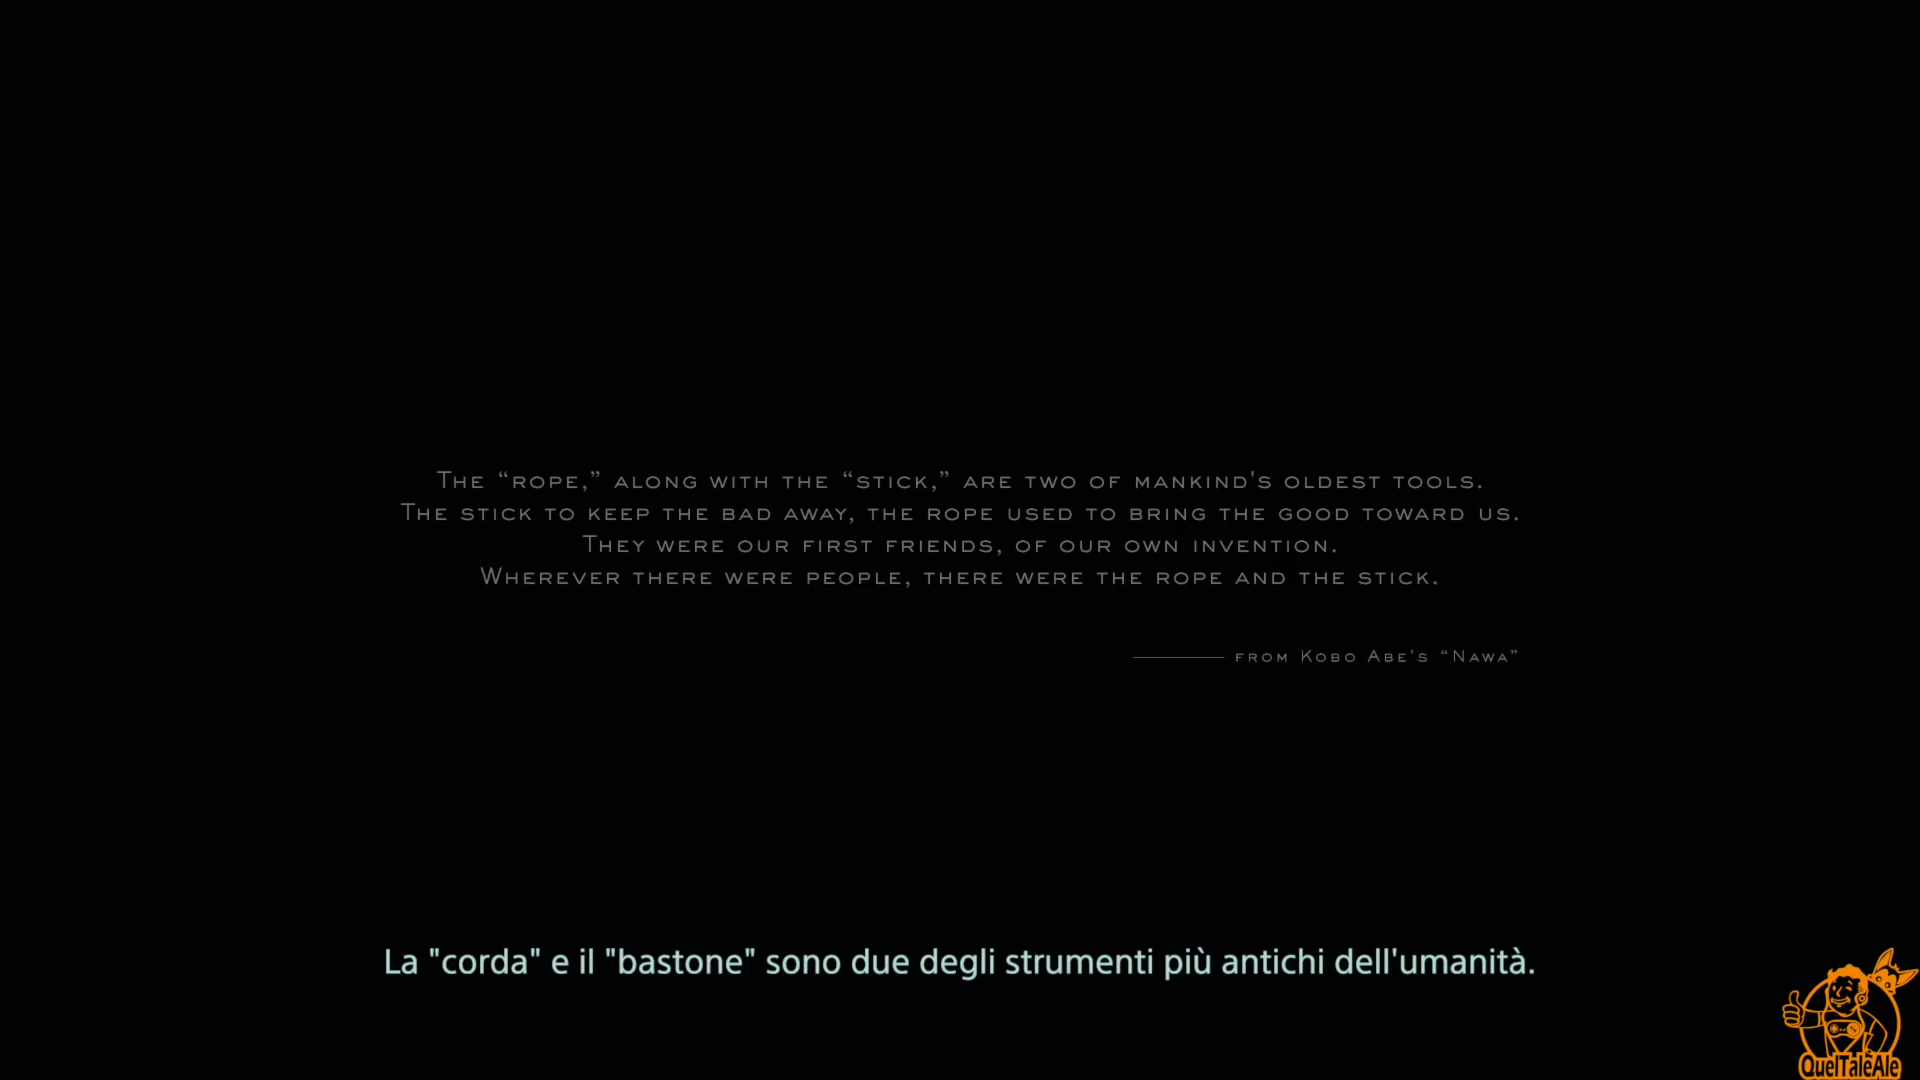 The “rope,” along with the “stick,” are two of mankind's oldest tools.
The stick to keep the bad away, the rope used to bring the good toward us.
They were our first friends, of our own invention.
Wherever there were people, there were the rope and the stick.
from Kobo Abe's “Nawa”
La "corda" e il "bastone" sono due degli strumenti più antichi dell'umanità.
QuelTaleAle